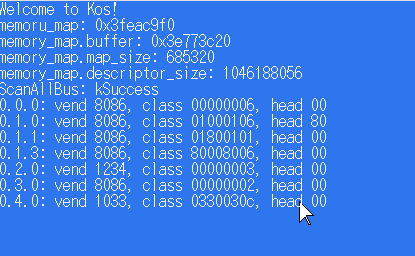 Welcome to Kos!
memoru_map: 0x3feac9f0
memory_map.buffer: 0x3e773c20
memory_map.map_size: 685320
memory_map.descriptor_size: 1046188056
ScanAllBus: kSuccess
0.0.0: vend 8086, class 00000006, head 00
0.1.0: vend 8086, class 01000106, head 80
0.1.1: vend 8086, class 01800101, head 00
0.1.3: vend 8086, class 80008006, head 00
0.2.0: vend 1234, class 00000003, head 00
0.3.0: vend 8086, class 00000002, head 00
0.4.0: vend 1033, class 0330030c, head 00